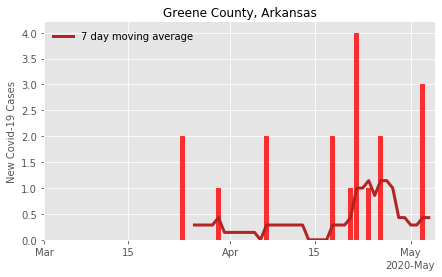 Greene County, Arkansas
7 day moving average
New Covid-19 Cases
4.0
3.5
3.0
2.5
2.0
1.5
1.0
0.5
0.0
Mar 15 Apr 15 May
2020-May